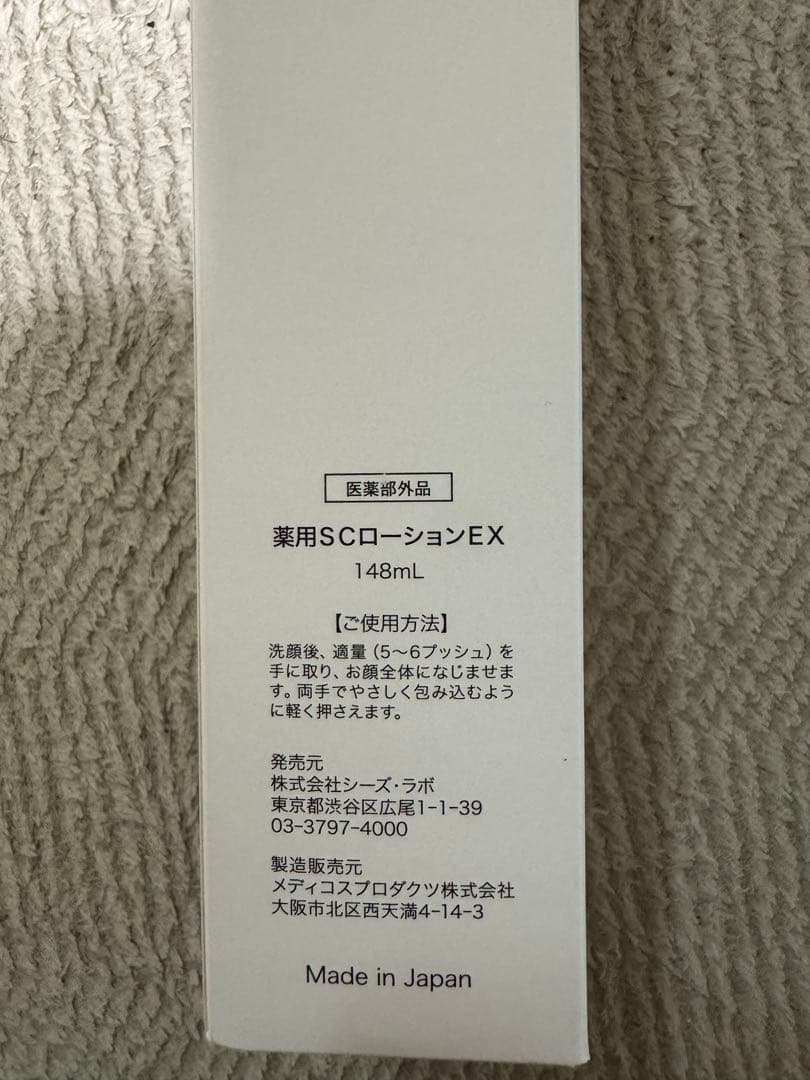 医薬部外品
薬用SCローションEX
148mL
【ご使用方法】
洗顔後、適量（5〜6プッシュ）を
手に取り、お顔全体になじませま
す。両手でやさしく包み込むよう
に軽く押さえます。
発売元
株式会社シーズ・ラボ
東京都渋谷区広尾1-1-39
03-3797-4000
製造販売元
メディコスプロダクツ株式会社
大阪市北区西天満4-14-3
Made in Japan